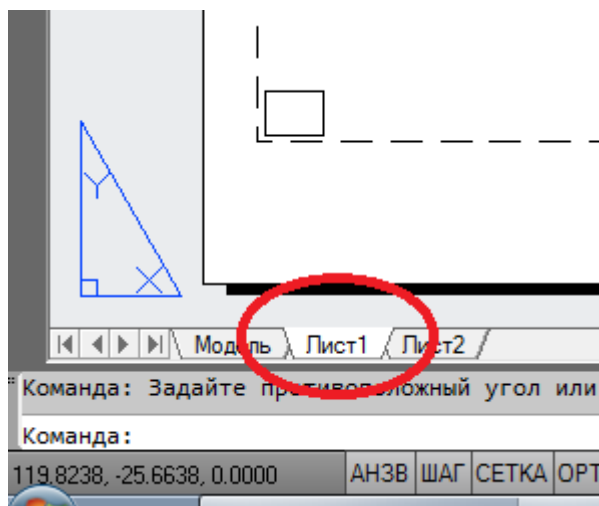 Y
X
Модель Лист1 Лист2
Команда: Задайте противоположный угол или
Команда:
119.8238, -25.6638, 0.0000 АНЗВ ШАГ СЕТКА ОРТ